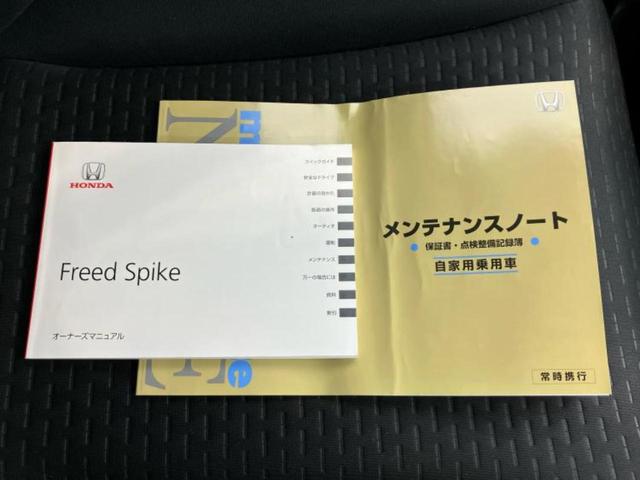 HONDA
Freed Spike
オーナーズマニュアル
クイックガイド
安全なドライブ
計器の見かた
各部の操作
オーディオ
運転
メンテナンス
万一の場合には
資料
索引
メンテナンスノート
保証書・点検整備記録簿
自家用乗用車
常時携行